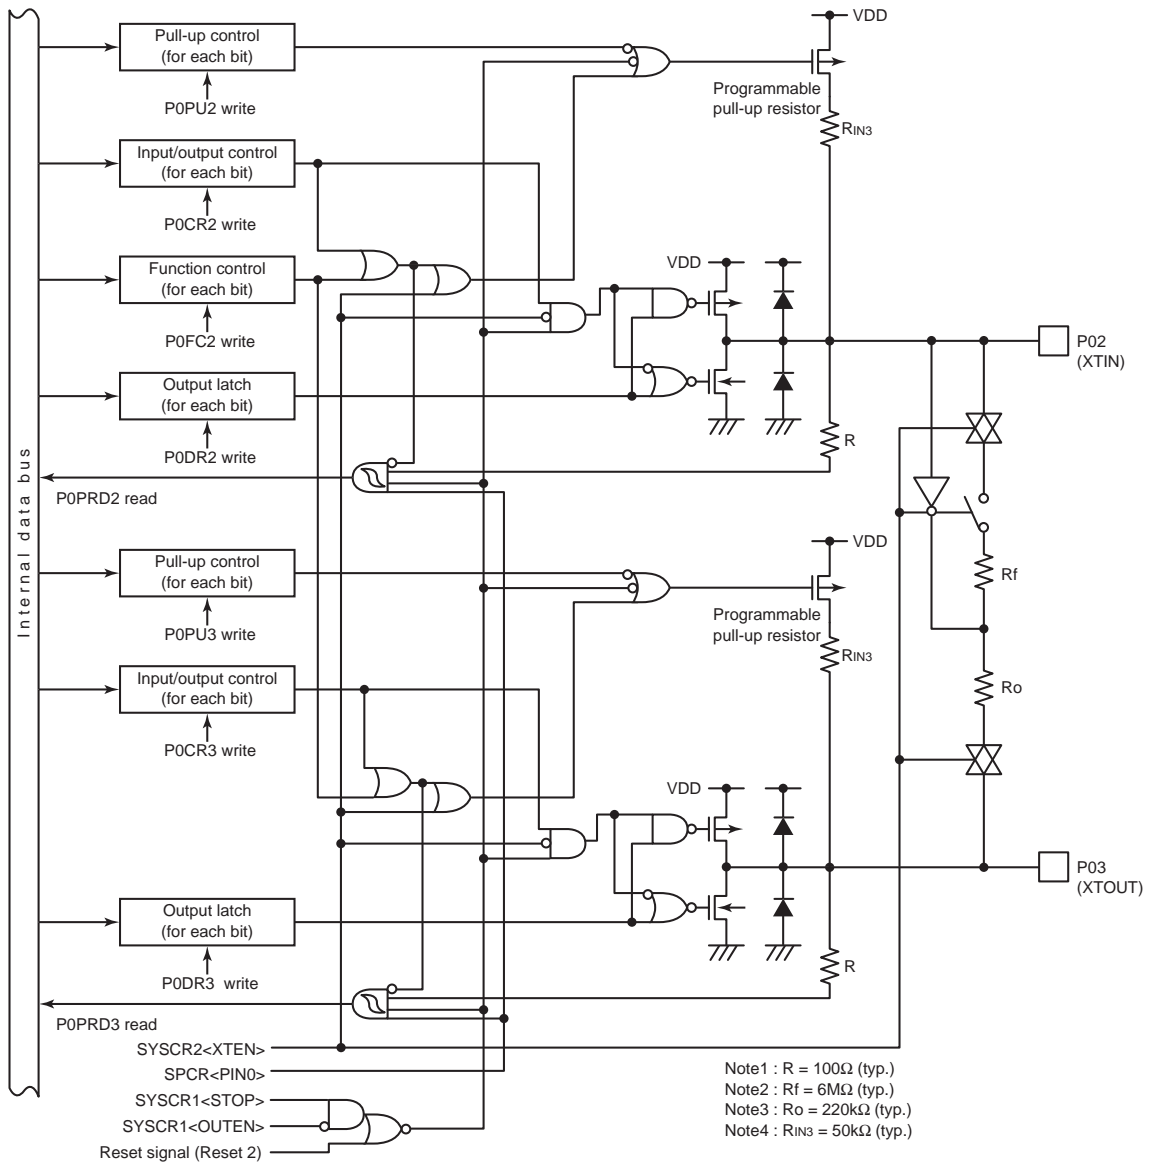 VDD
Pull-up control
(for each bit)
P0PU2 write
Programmable
pull-up resistor
RIN3
Input/output control
(for each bit)
P0CR2 write
Function control
(for each bit)
P0FC2 write
VDD
P02
(XTIN)
Output latch
(for each bit)
P0DR2 write
R
P0PRD2 read
Internal data bus
VDD
Pull-up control
(for each bit)
P0PU3 write
Programmable
pull-up resistor
RIN3
Rf
Input/output control
(for each bit)
P0CR3 write
Ro
VDD
P03
(XTOUT)
Output latch
(for each bit)
P0DR3 write
R
P0PRD3 read
SYSCR2<XTEN>
SPCR<PIN0>
SYSCR1<STOP>
SYSCR1<OUTEN>
Reset signal (Reset 2)
Note1 : R = 100Ω (typ.)
Note2 : Rf = 6MΩ (typ.)
Note3 : Ro = 220kΩ (typ.)
Note4 : RIN3 = 50kΩ (typ.)